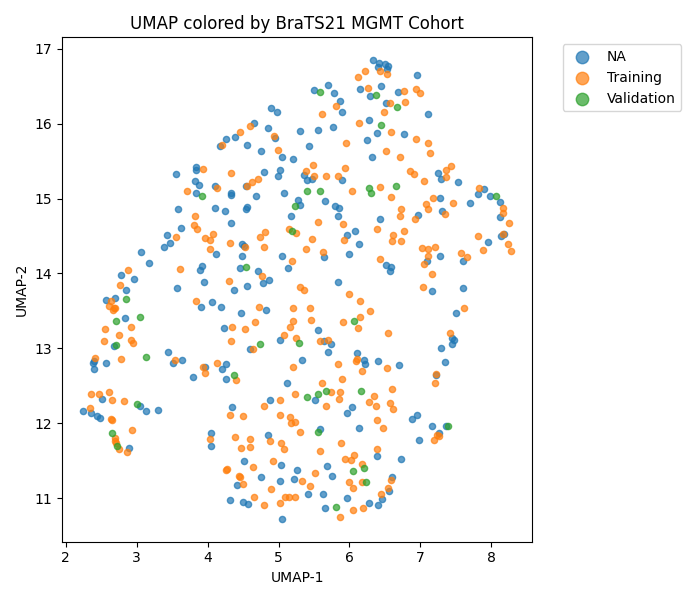 UMAP colored by BraTS21 MGMT Cohort
17
16
15
14
13
12
11
UMAP-2
2
3
4
5
6
7
8
UMAP-1
NA
Training
Validation